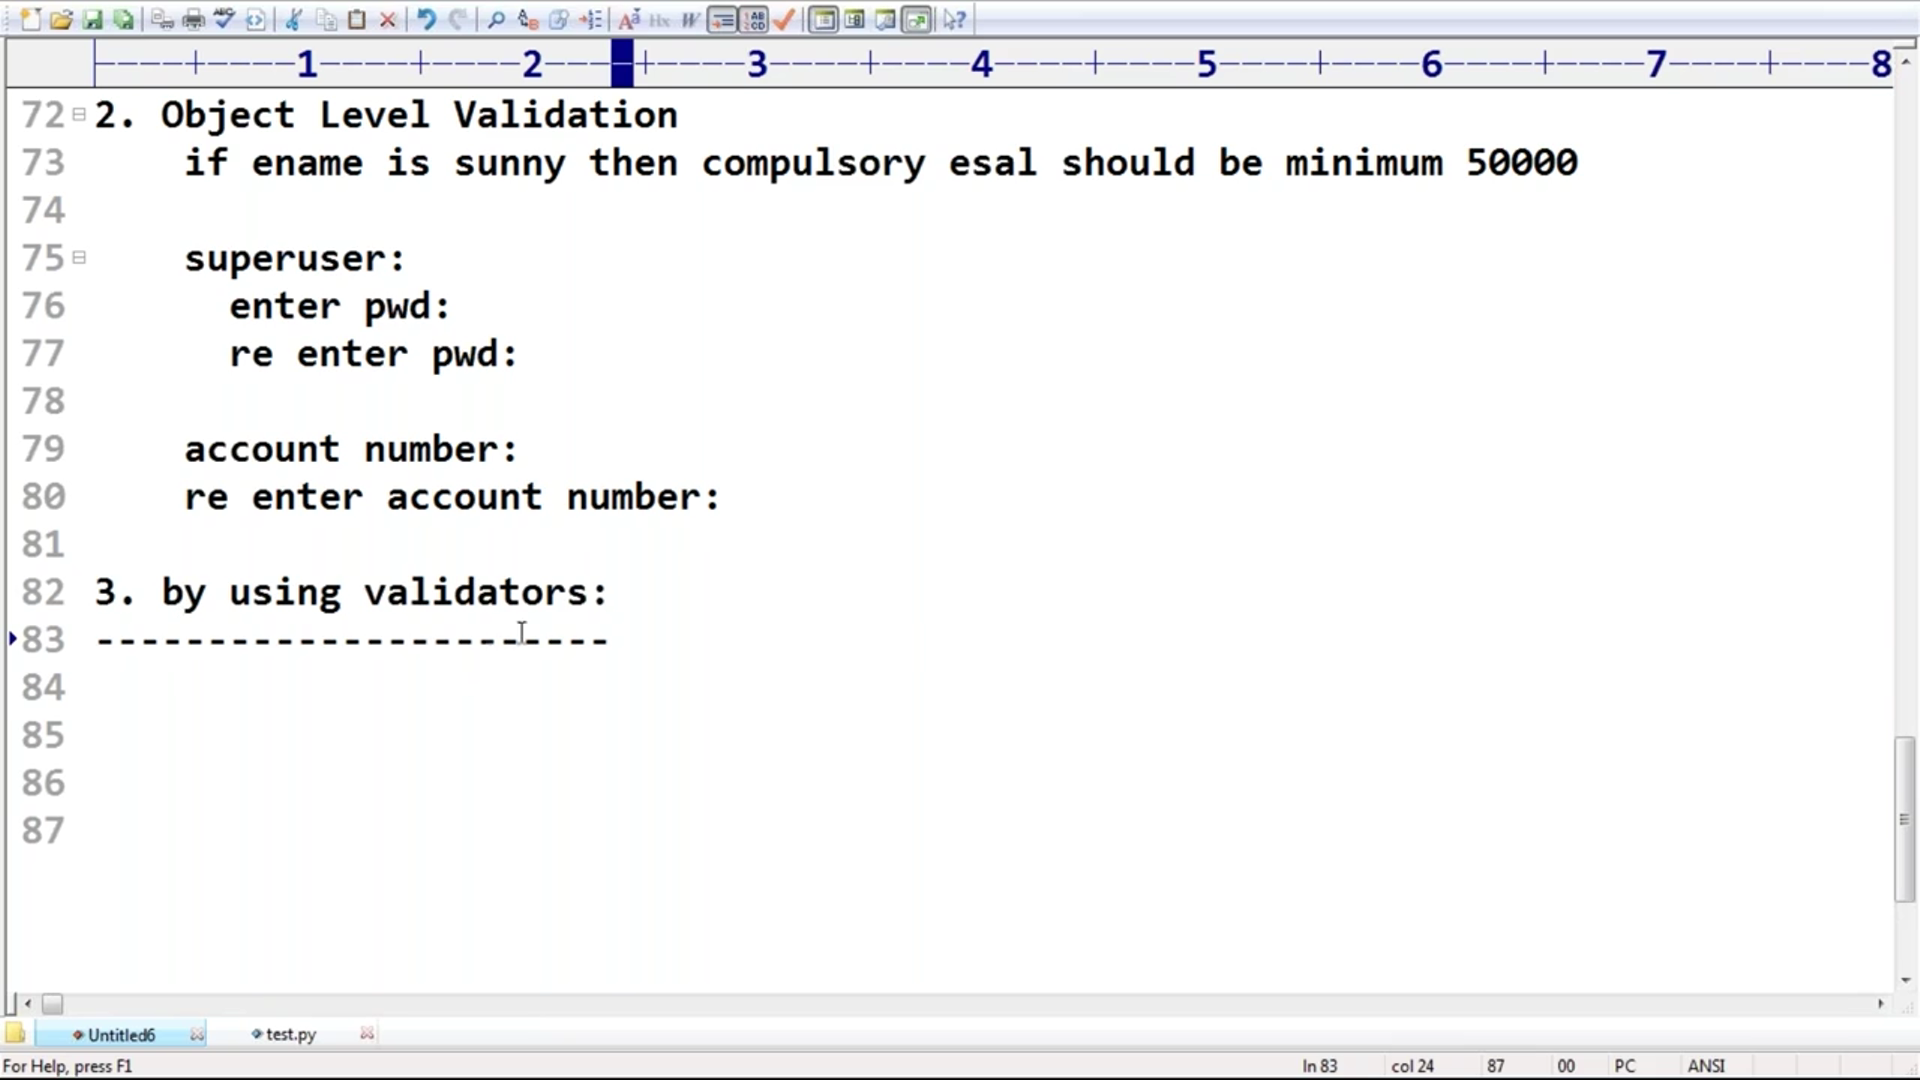 ----+----1----+----2----+----3----+----4----+----5----+----6----+----7----+----8
72 2. Object Level Validation
73 if ename is sunny then compulsory esal should be minimum 50000
74
75 superuser:
76 enter pwd:
77 re enter pwd:
78
79 account number:
80 re enter account number:
81
82 3. by using validators:
83 -----------------------
84
85
86
87
Untitled6 test.py
For Help, press F1 ln 83 col 24 87 00 PC ANSI